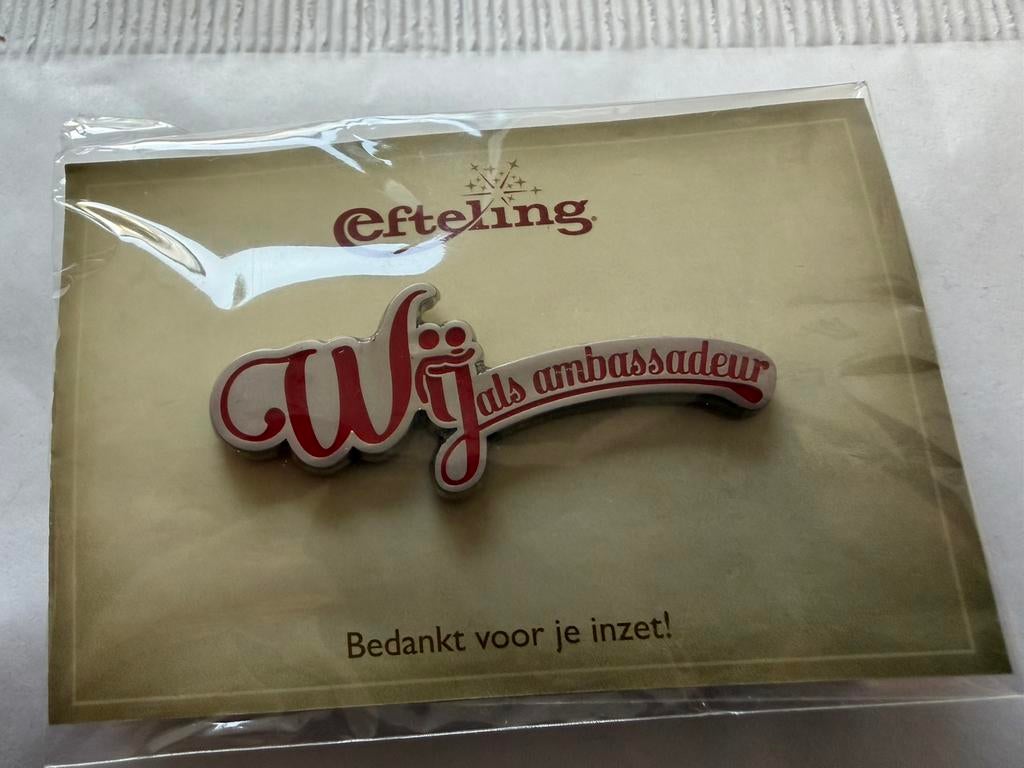 efteling®
Wij als ambassadeur
Bedankt voor je inzet!